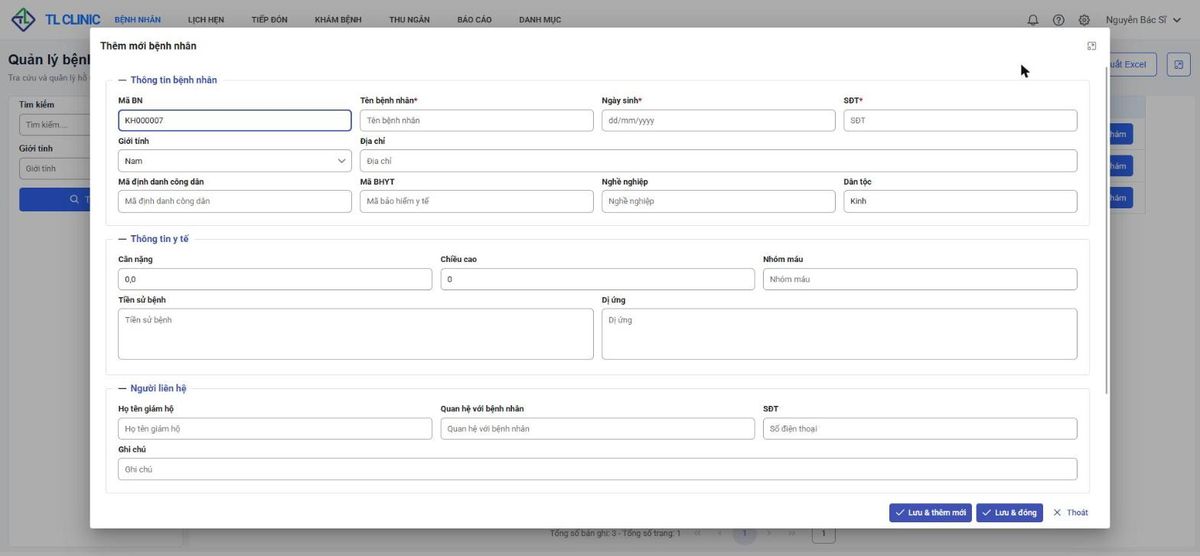 TL CLINIC BỆNH NHÂN LỊCH HẸN TIẾP ĐÓN KHÁM BỆNH THU NGÂN BÁO CÁO DANH MỤC Nguyễn Bác Sĩ
Quản lý bệnh
Tra cứu và quản lý hồ
Xuất Excel
Thêm mới bệnh nhân
Tìm kiếm
Tìm kiếm...
Giới tính
Giới tính
Thông tin bệnh nhân
Mã BN Tên bệnh nhân* Ngày sinh* SĐT*
KH000007 Tên bệnh nhân dd/mm/yyyy SĐT
Giới tính Địa chỉ
Nam Địa chỉ
Mã định danh công dân Mã BHYT Nghề nghiệp Dân tộc
Mã định danh công dân Mã bảo hiểm y tế Nghề nghiệp Kinh
Thông tin y tế
Cân nặng Chiều cao Nhóm máu
0,0 0 Nhóm máu
Tiền sử bệnh Dị ứng
Tiền sử bệnh Dị ứng
Người liên hệ
Họ tên giám hộ Quan hệ với bệnh nhân SĐT
Họ tên giám hộ Quan hệ với bệnh nhân Số điện thoại
Ghi chú
Ghi chú
Lưu & thêm mới Lưu & đóng Thoát
Tổng số bản ghi: 3 - Tổng số trang: 1 1 1